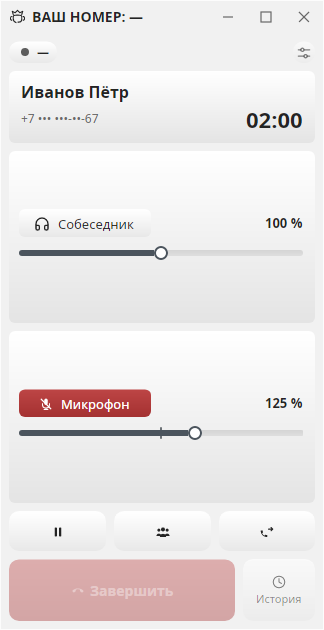 ВАШ НОМЕР: —
—
Иванов Пётр
+7 ••• •••-••-67
02:00
Собеседник
100 %
Микрофон
125 %
Завершить
История